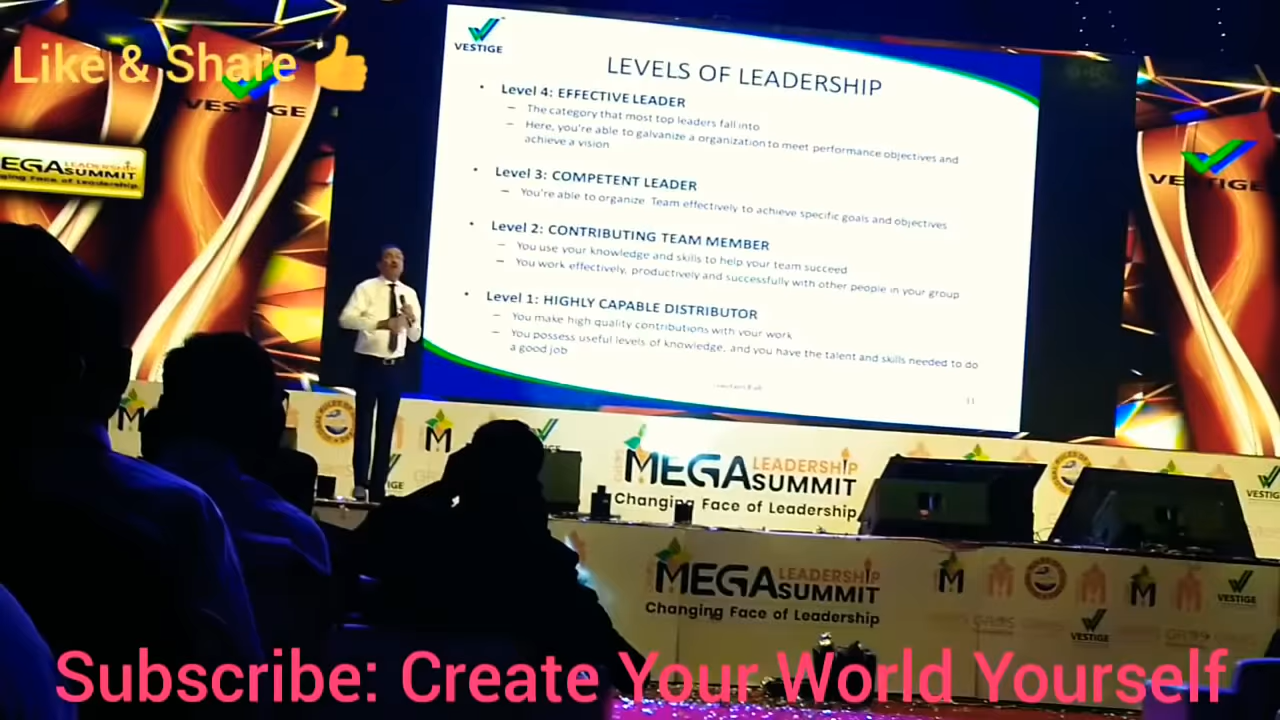 Like & Share
VESTIGE
VESTIGE
VESTIGE
MEGA LEADERSHIP SUMMIT
Changing Face of Leadership
LEVELS OF LEADERSHIP
• Level 4: EFFECTIVE LEADER
– The category that most top leaders fall into
– Here, you're able to galvanize a organization to meet performance objectives and
achieve a vision
• Level 3: COMPETENT LEADER
– You're able to organize Team effectively to achieve specific goals and objectives
• Level 2: CONTRIBUTING TEAM MEMBER
– You use your knowledge and skills to help your team succeed
– You work effectively, productively and successfully with other people in your group
• Level 1: HIGHLY CAPABLE DISTRIBUTOR
– You make high quality contributions with your work
– You possess useful levels of knowledge, and you have the talent and skills needed to do
a good job
11
MEGA LEADERSHIP SUMMIT
Changing Face of Leadership
VESTIGE
MEGA LEADERSHIP SUMMIT
Changing Face of Leadership
VESTIGE
VESTIGE
Subscribe: Create Your World Yourself